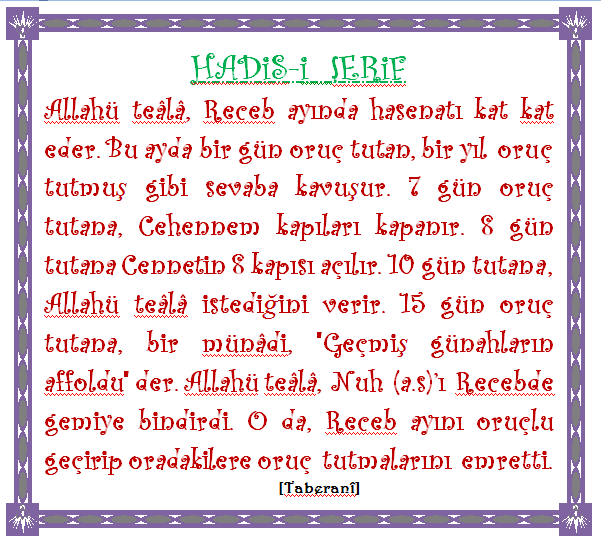 HADİS-İ ŞERİF
Allahü teâlâ, Receb ayında hasenatı kat kat
eder. Bu ayda bir gün oruç tutan, bir yıl oruç
tutmuş gibi sevaba kavuşur. 7 gün oruç
tutana, Cehennem kapıları kapanır. 8 gün
tutana Cennetin 8 kapısı açılır. 10 gün tutana,
Allahü teâlâ istediğini verir. 15 gün oruç
tutana, bir münâdi, "Geçmiş günahların
affoldu" der. Allahü teâlâ, Nuh (a.s)’ı Recebde
gemiye bindirdi. O da, Receb ayını oruçlu
geçirip oradakilere oruç tutmalarını emretti.
[Taberanî]